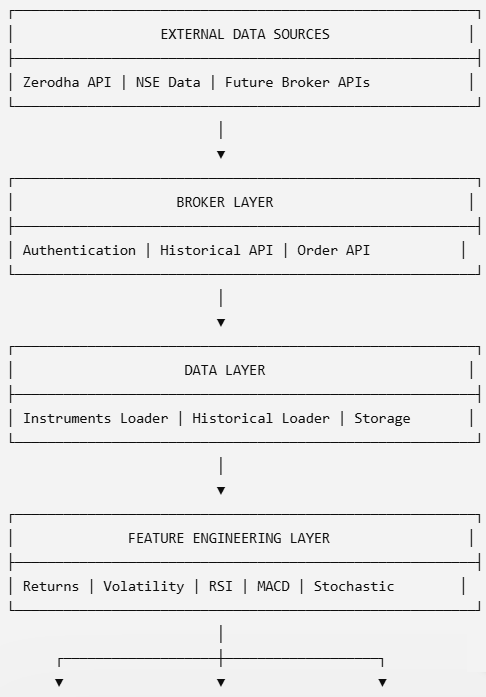 EXTERNAL DATA SOURCES
Zerodha API | NSE Data | Future Broker APIs
BROKER LAYER
Authentication | Historical API | Order API
DATA LAYER
Instruments Loader | Historical Loader | Storage
FEATURE ENGINEERING LAYER
Returns | Volatility | RSI | MACD | Stochastic